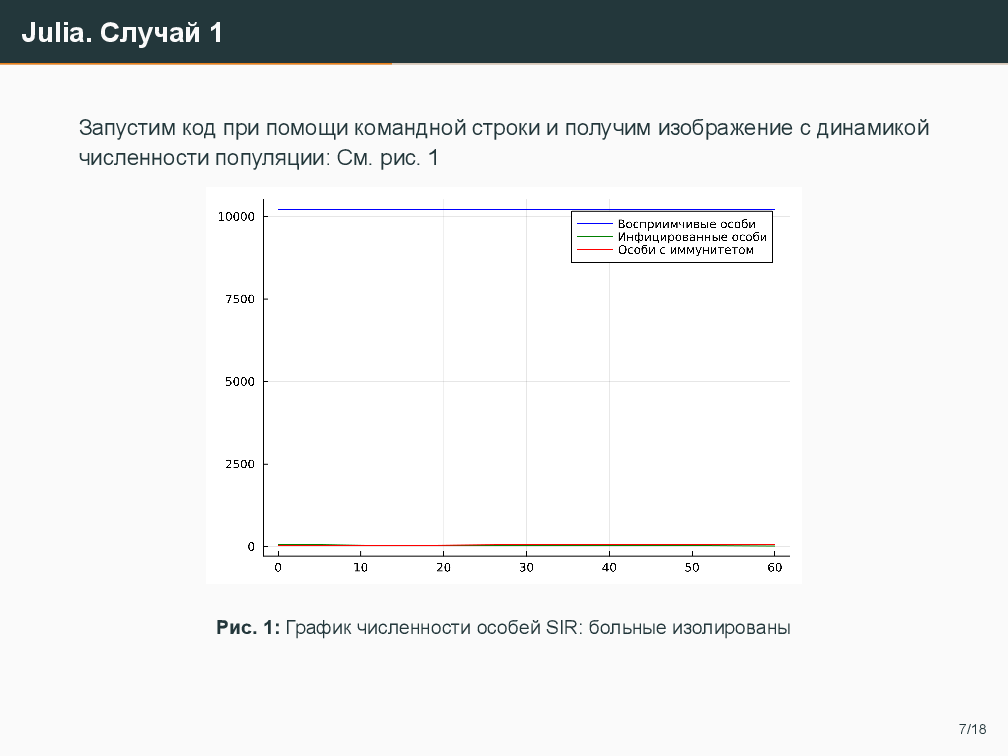 Julia. Случай 1
Запустим код при помощи командной строки и получим изображение с динамикой
численности популяции: См. рис. 1
10000
7500
5000
2500
0
Восприимчивые особи
Инфицированные особи
Особи с иммунитетом
0 10 20 30 40 50 60
Рис. 1: График численности особей SIR: больные изолированы
7/18